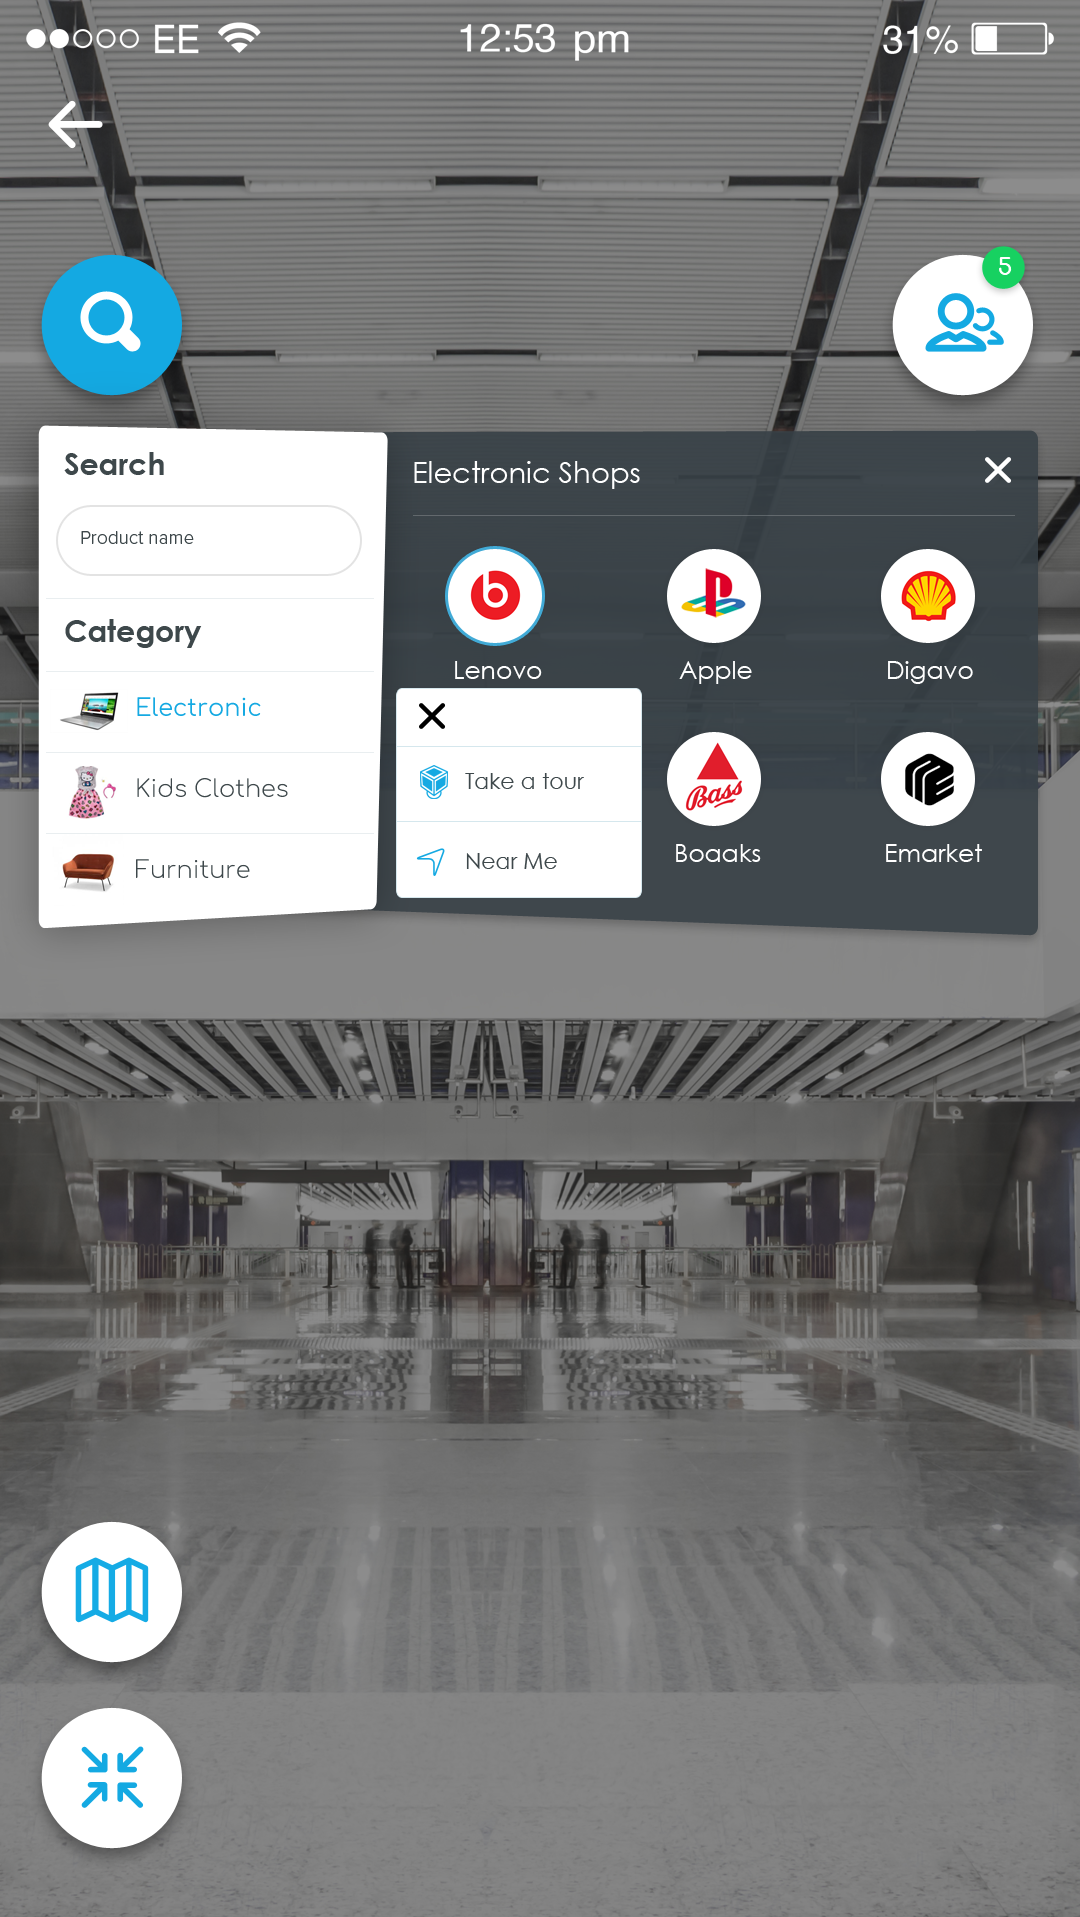 EE
12:53 pm
31%
5
Search
Product name
Category
Electronic
Kids Clothes
Furniture
Electronic Shops
b
Lenovo
Apple
Digavo
Take a tour
Near Me
Bass
Boaaks
Emarket